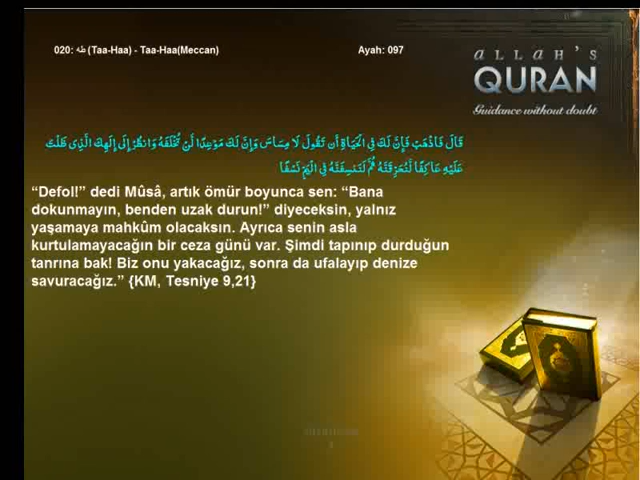 020: طه (Taa-Haa) - Taa-Haa(Meccan)
Ayah: 097
ALLAH'S
QURAN
Guidance without doubt
قَالَ فَاذْهَبْ فَإِنَّ لَكَ فِي الْحَيَاةِ أَن تَقُولَ لَا مِسَاسَ وَإِنَّ لَكَ مَوْعِدًا لَّنْ تُخْلَفَهُ وَانظُرْ إِلَى إِلَهِكَ الَّذِي ظَلْتَ
عَلَيْهِ عَاكِفًا لَّنُحَرِّقَنَّهُ ثُمَّ لَنَنسِفَنَّهُ فِي الْيَمِّ نَسْفًا
“Defol!” dedi Mûsâ, artık ömür boyunca sen: “Bana
dokunmayın, benden uzak durun!” diyeceksin, yalnız
yaşamaya mahkûm olacaksın. Ayrıca senin asla
kurtulamayacağın bir ceza günü var. Şimdi tapınıp durduğun
tanrına bak! Biz onu yakacağız, sonra da ufalayıp denize
savuracağız.” {KM, Tesniye 9,21}